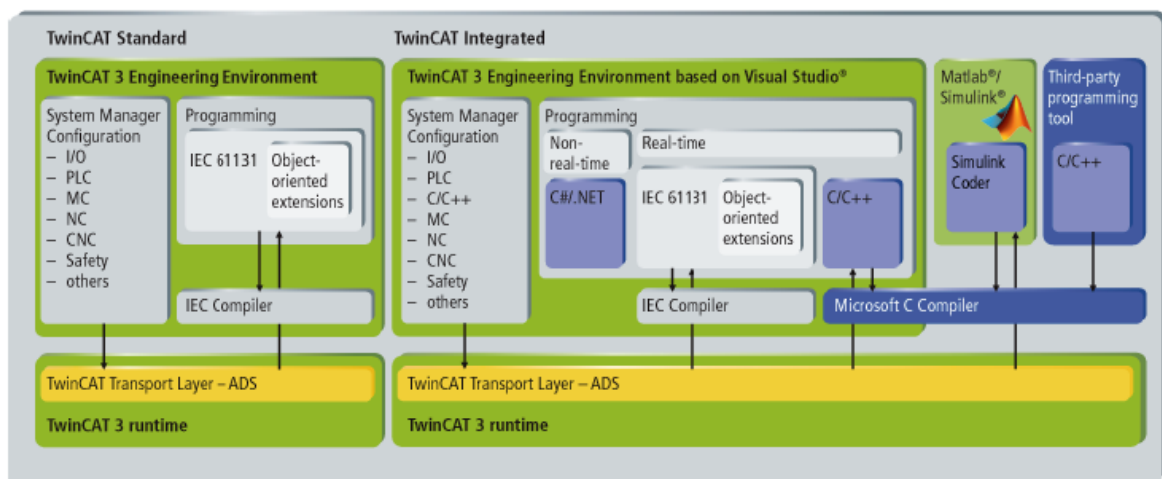 TwinCAT Standard
TwinCAT 3 Engineering Environment
System Manager
Configuration
– I/O
– PLC
– MC
– NC
– CNC
– Safety
– others
Programming
IEC 61131
Object-
oriented
extensions
IEC Compiler
TwinCAT Transport Layer – ADS
TwinCAT 3 runtime
TwinCAT Integrated
TwinCAT 3 Engineering Environment based on Visual Studio®
System Manager
Configuration
– I/O
– PLC
– C/C++
– MC
– NC
– CNC
– Safety
– others
Programming
Non-
real-time
Real-time
C#/.NET
IEC 61131
Object-
oriented
extensions
C/C++
IEC Compiler
Matlab®/
Simulink®
Simulink
Coder
Third-party
programming
tool
C/C++
Microsoft C Compiler
TwinCAT Transport Layer – ADS
TwinCAT 3 runtime